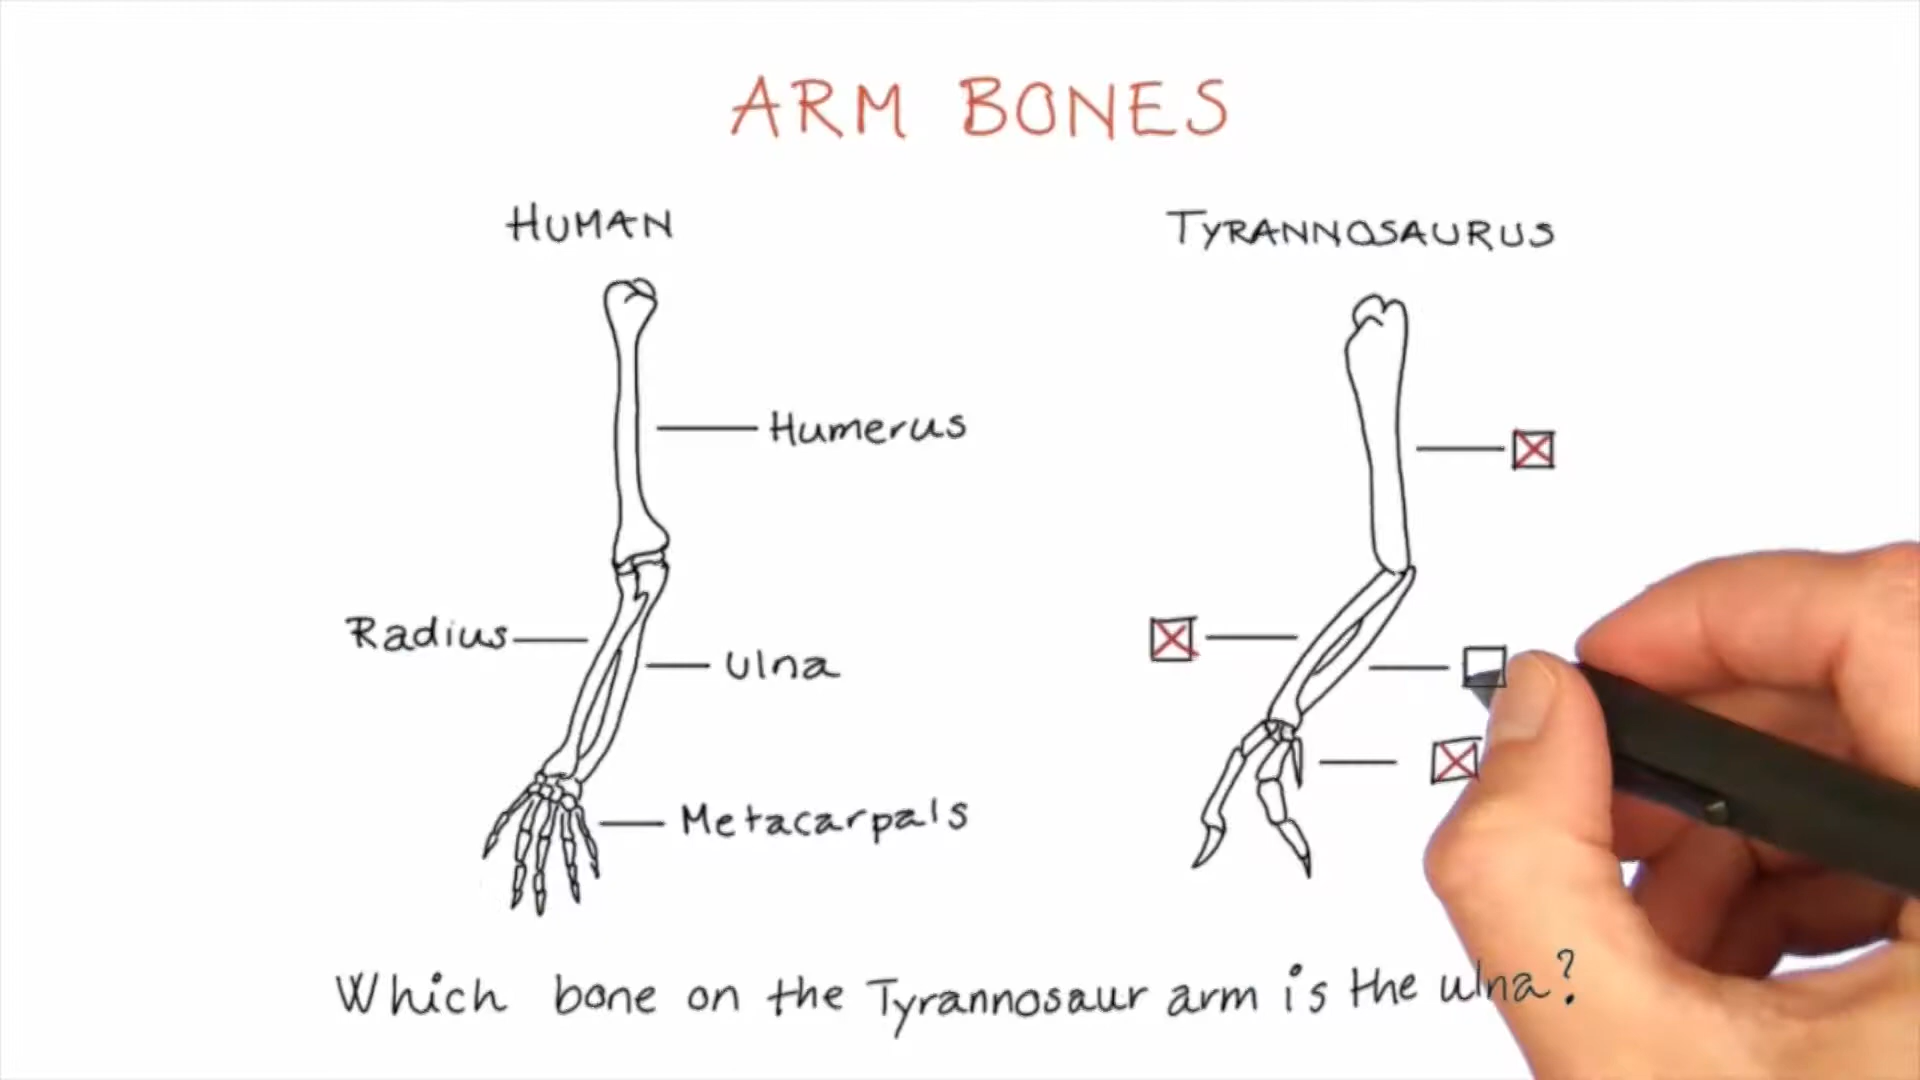 ARM BONES
HUMAN
TYRANNOSAURUS
Humerus
Radius
Ulna
Metacarpals
Which bone on the Tyrannosaur arm is the ulna?